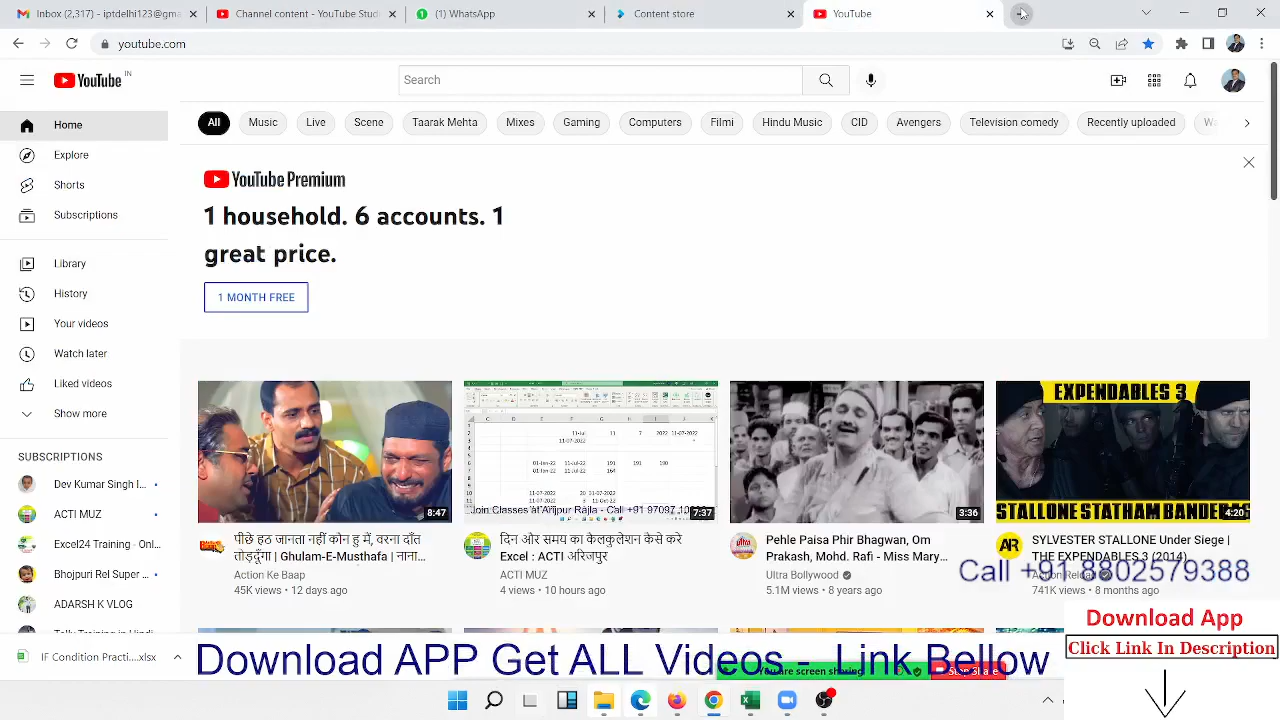 Inbox (2,317) - iptdelhi123@gm
Channel content - YouTube Studi
(1) WhatsApp
Content store
YouTube
youtube.com
YouTube IN
Search
Home
Explore
Shorts
Subscriptions
Library
History
Your videos
Watch later
Liked videos
Show more
SUBSCRIPTIONS
Dev Kumar Singh I...
ACTI MUZ
Excel24 Training - Onl...
Bhojpuri Rel Super ...
ADARSH K VLOG
All
Music
Live
Scene
Taarak Mehta
Mixes
Gaming
Computers
Filmi
Hindu Music
CID
Avengers
Television comedy
Recently uploaded
YouTube Premium
1 household. 6 accounts. 1
great price.
1 MONTH FREE
8:47
पीछे हठ जानता नहीं कौन हु में, वरना दाँत
तोड़दूँगा | Ghulam-E-Musthafa | नाना...
Action Ke Baap
45K views • 12 days ago
7:37
दिन और समय का कैलकुलेशन कैसे करे
Excel : ACTI अरिजपुर
ACTI MUZ
4 views • 10 hours ago
3:36
Pehle Paisa Phir Bhagwan, Om
Prakash, Mohd. Rafi - Miss Mary...
Ultra Bollywood
5.1M views • 8 years ago
EXPENDABLES 3
4:20
SYLVESTER STALLONE Under Siege |
THE EXPENDABLES 3 (2014)
741K views • 8 months ago
Call +91 8802579388
Download App
Click Link In Description
IF Condition Practi....xlsx
Download APP Get ALL Videos - Link Bellow
You are screen sharing
Stop Share